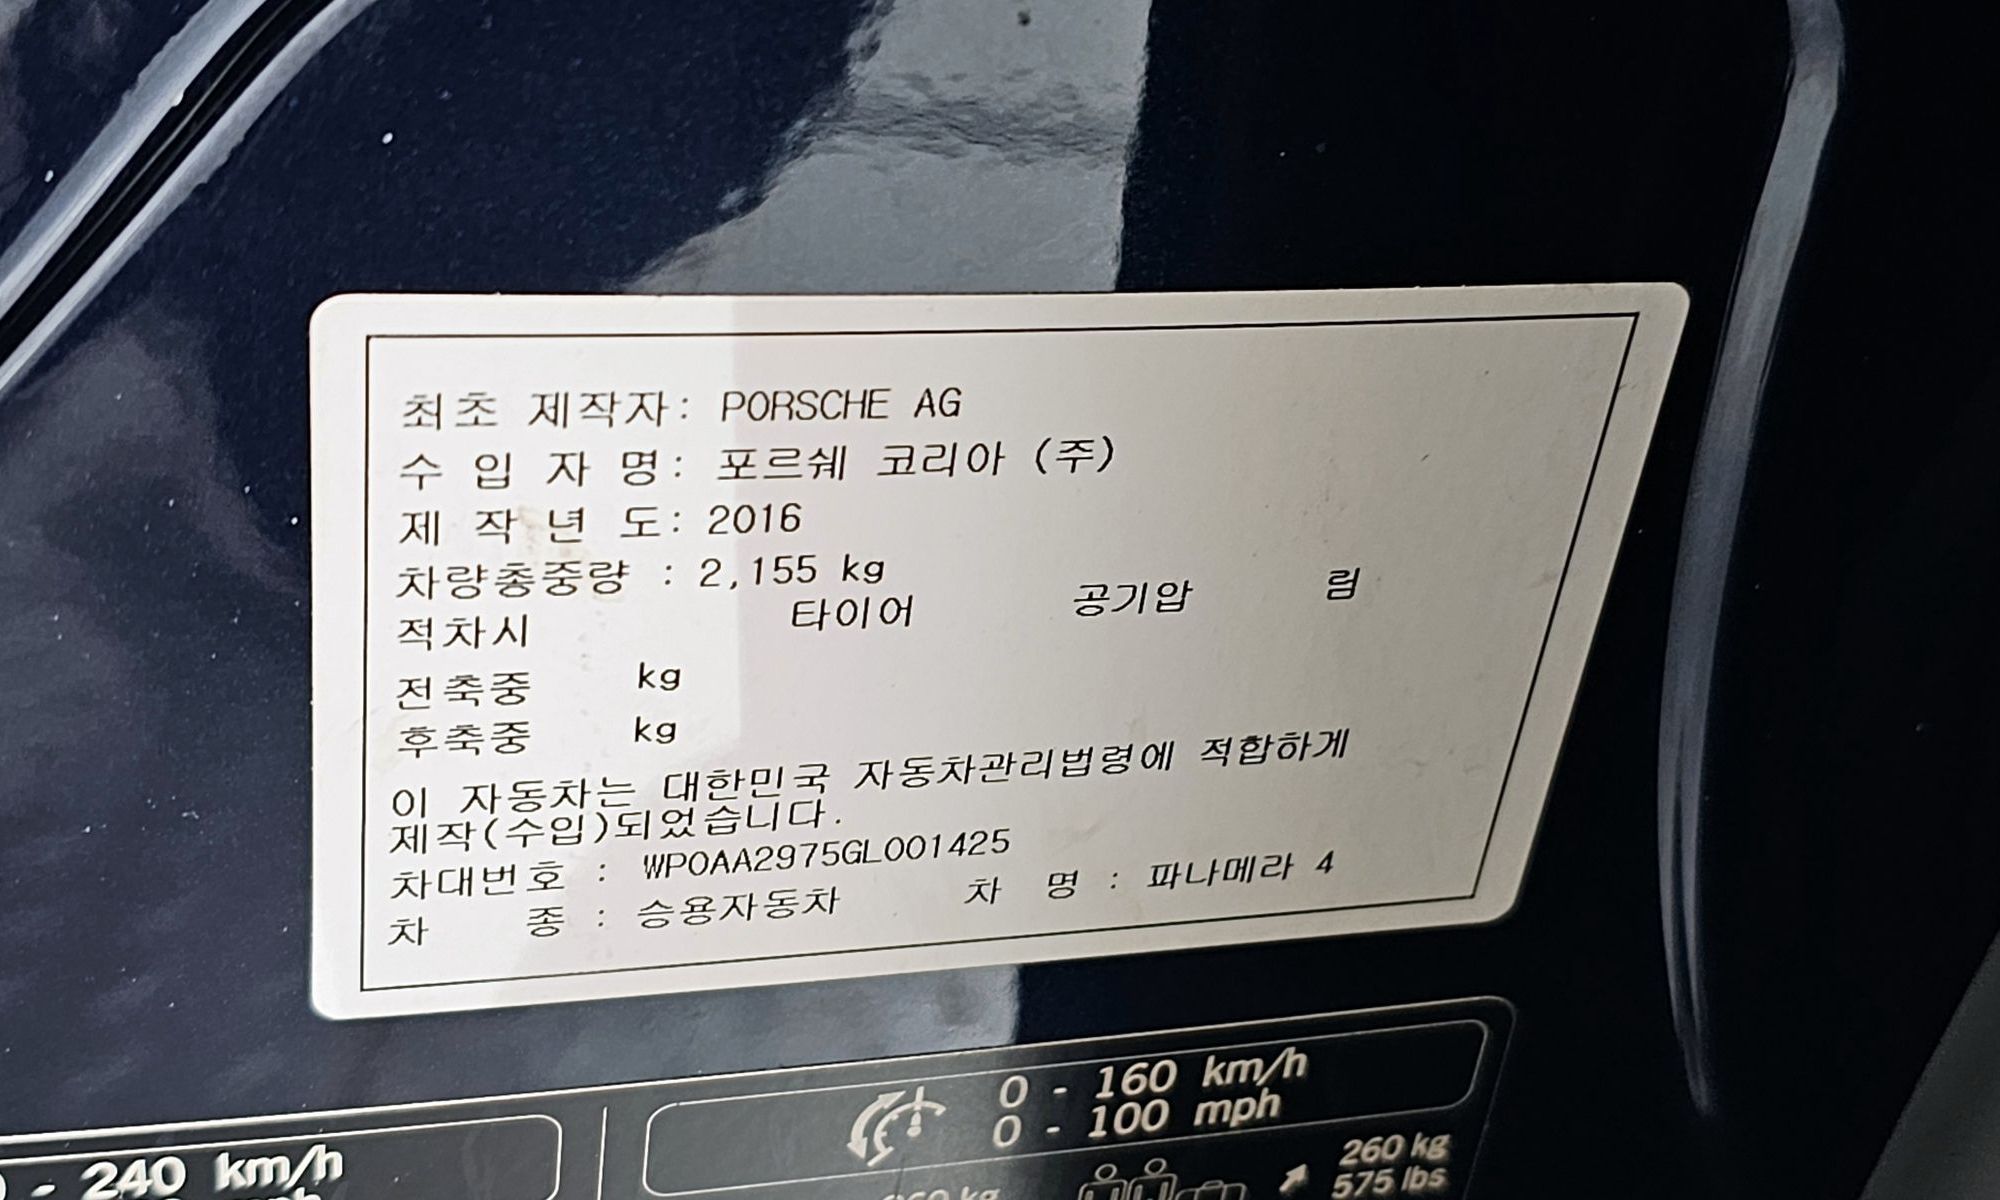 최초 제작자: PORSCHE AG
수 입 자 명: 포르쉐 코리아 (주)
제 작 년 도: 2016
차량총중량 : 2,155 kg
적차시 타이어 공기압 림
전축중 kg
후축중 kg
이 자동차는 대한민국 자동차관리법령에 적합하게
제작(수입)되었습니다.
차대번호 : WP0AA2975GL001425
차 종 : 승용자동차 차 명 : 파나메라 4
0 - 160 km/h
0 - 100 mph
- 240 km/h
mph
260 kg
575 lbs
kg